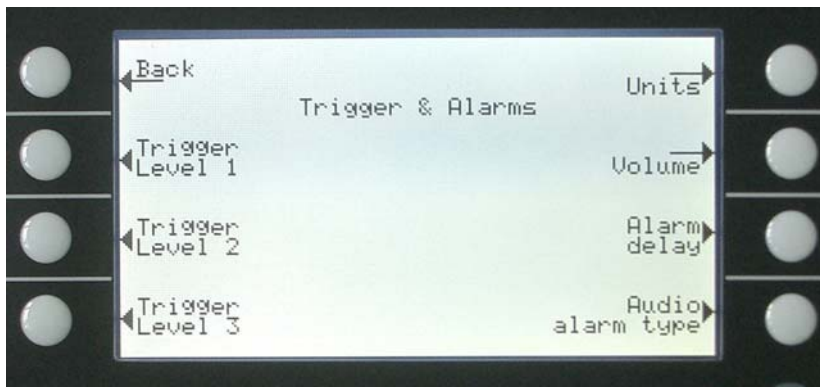 Back
Units
Trigger & Alarms
Trigger
Level 1
Volume
Trigger
Level 2
Alarm
delay
Trigger
Level 3
Audio
alarm type